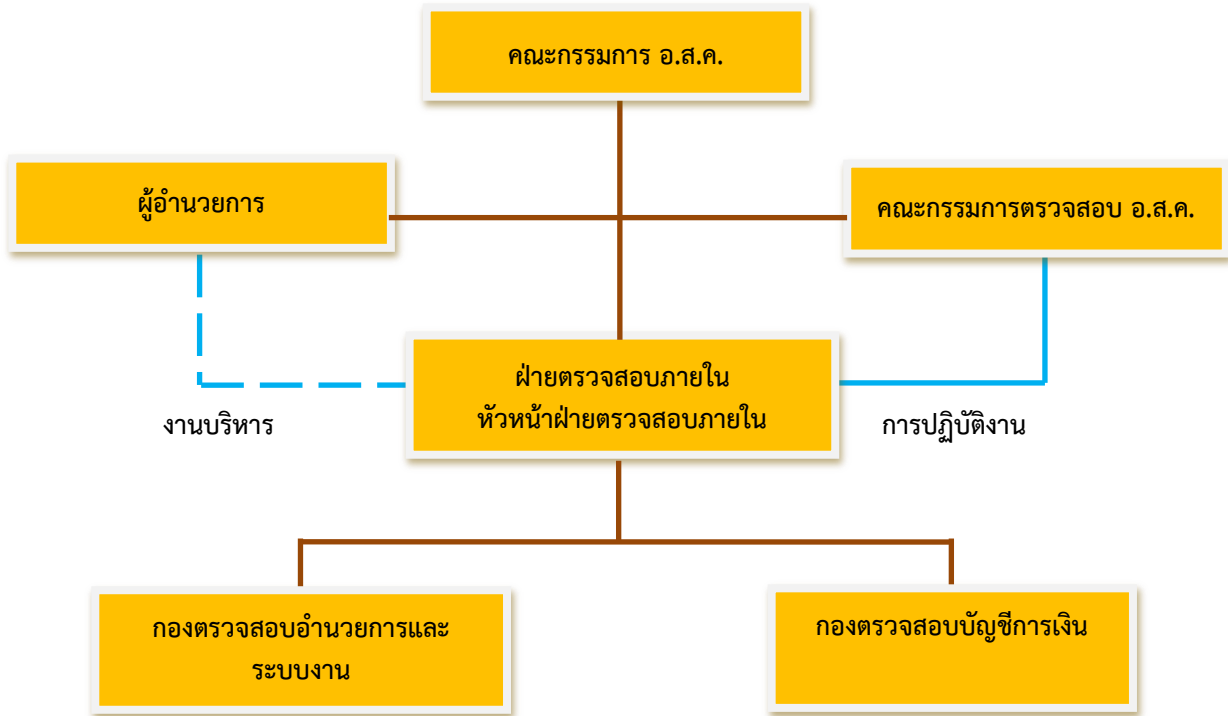 คณะกรรมการ อ.ส.ค.
ผู้อำนวยการ
คณะกรรมการตรวจสอบ อ.ส.ค.
ฝ่ายตรวจสอบภายใน
หัวหน้าฝ่ายตรวจสอบภายใน
งานบริหาร
การปฏิบัติงาน
กองตรวจสอบอำนวยการและ
ระบบงาน
กองตรวจสอบบัญชีการเงิน